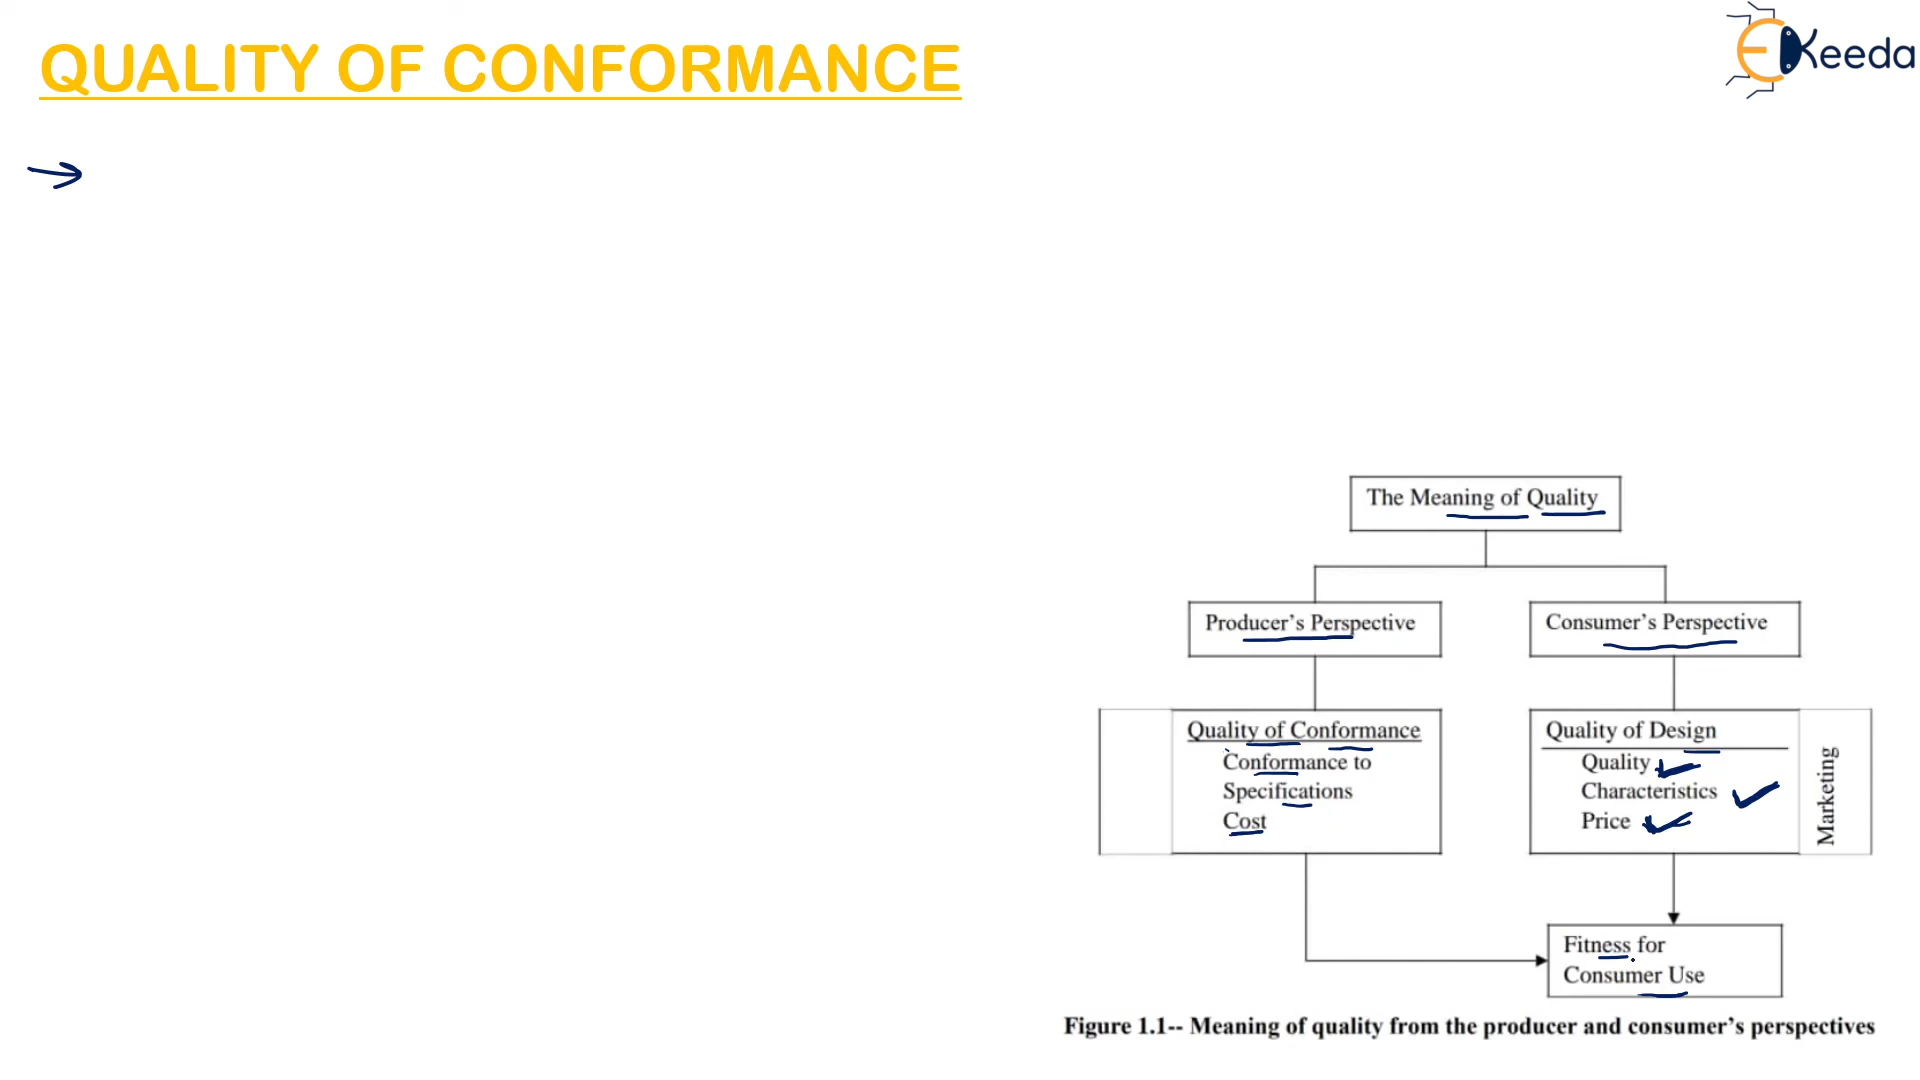 QUALITY OF CONFORMANCE
EKeeda
The Meaning of Quality
Producer's Perspective
Consumer's Perspective
Quality of Conformance
Conformance to
Specifications
Cost
Quality of Design
Quality
Characteristics
Price
Marketing
Fitness for
Consumer Use
Figure 1.1-- Meaning of quality from the producer and consumer's perspectives